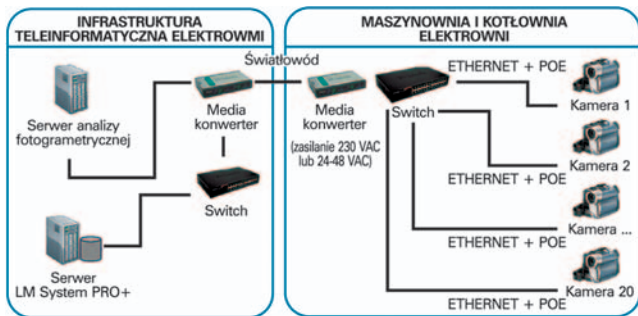 INFRASTRUKTURA
TELEINFORMATYCZNA ELEKTROWMI
Serwer analizy
fotogrametrycznej
Media
konwerter
Switch
Serwer
LM System PRO+
Światłowód
MASZYNOWNIA I KOTŁOWNIA
ELEKTROWNI
Media
konwerter
(zasilanie 230 VAC
lub 24-48 VAC)
Switch
ETHERNET + POE
Kamera 1
ETHERNET + POE
Kamera 2
ETHERNET + POE
Kamera ...
ETHERNET + POE
Kamera 20